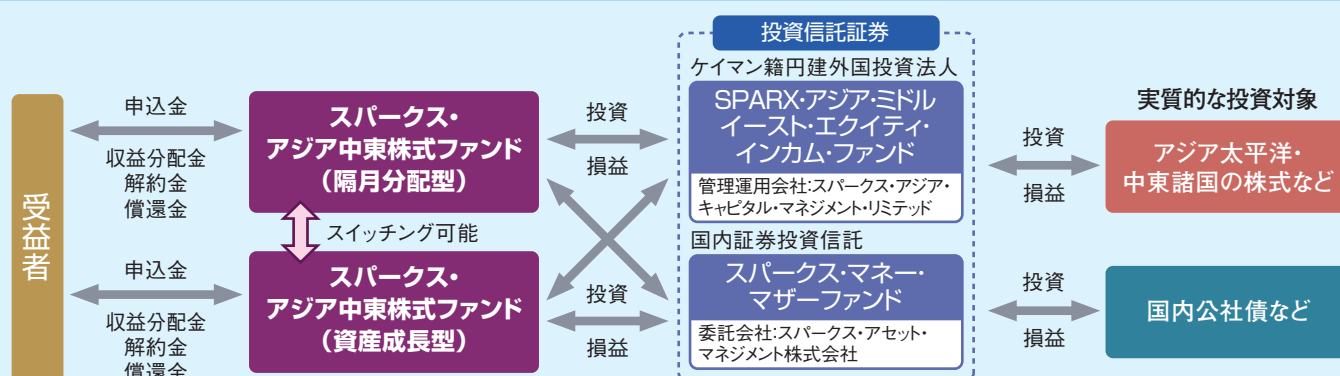 投資信託証券
ケイマン籍円建外国投資法人
受益者
申込金
収益分配金
解約金
償還金
スパークス・
アジア中東株式ファンド
（隔月分配型）
投資
損益
SPARX・アジア・ミドル
イースト・エクイティ・
インカム・ファンド
管理運用会社：スパークス・アジア・
キャピタル・マネジメント・リミテッド
投資
損益
実質的な投資対象
アジア太平洋・
中東諸国の株式など
スイッチング可能
申込金
収益分配金
解約金
償還金
スパークス・
アジア中東株式ファンド
（資産成長型）
投資
損益
国内証券投資信託
スパークス・マネー・
マザーファンド
委託会社：スパークス・アセット・
マネジメント株式会社
投資
損益
国内公社債など